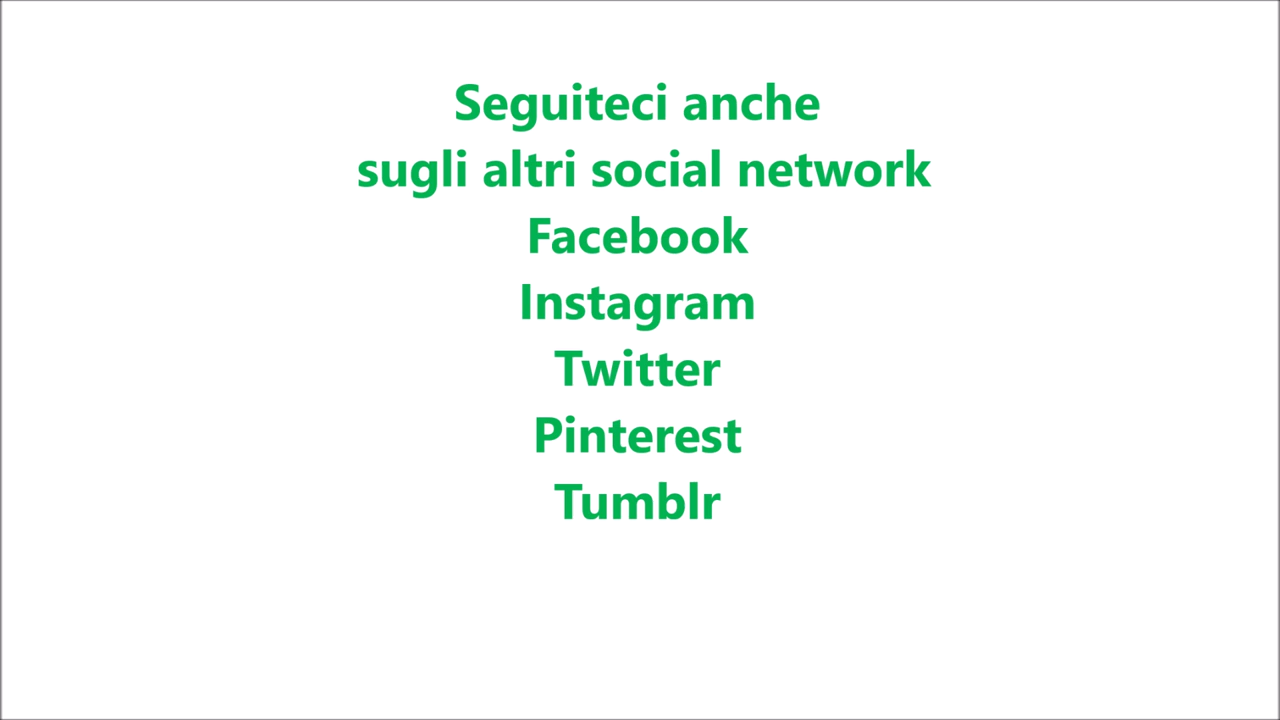 Seguiteci anche
sugli altri social network
Facebook
Instagram
Twitter
Pinterest
Tumblr